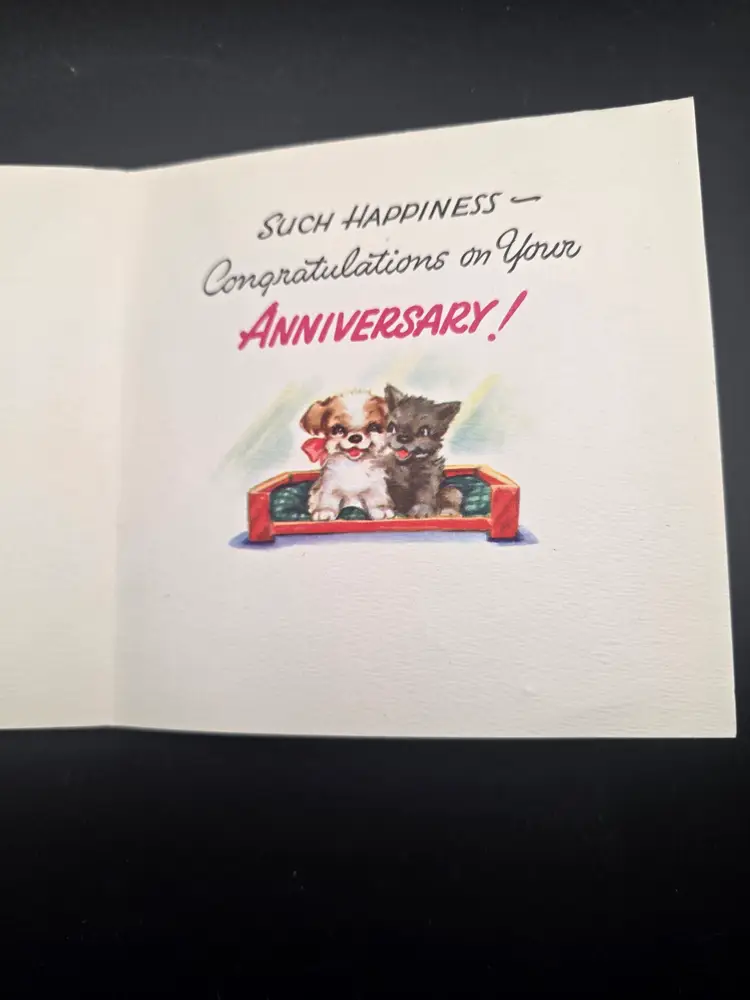 SUCH HAPPINESS —
Congratulations on Your
ANNIVERSARY!